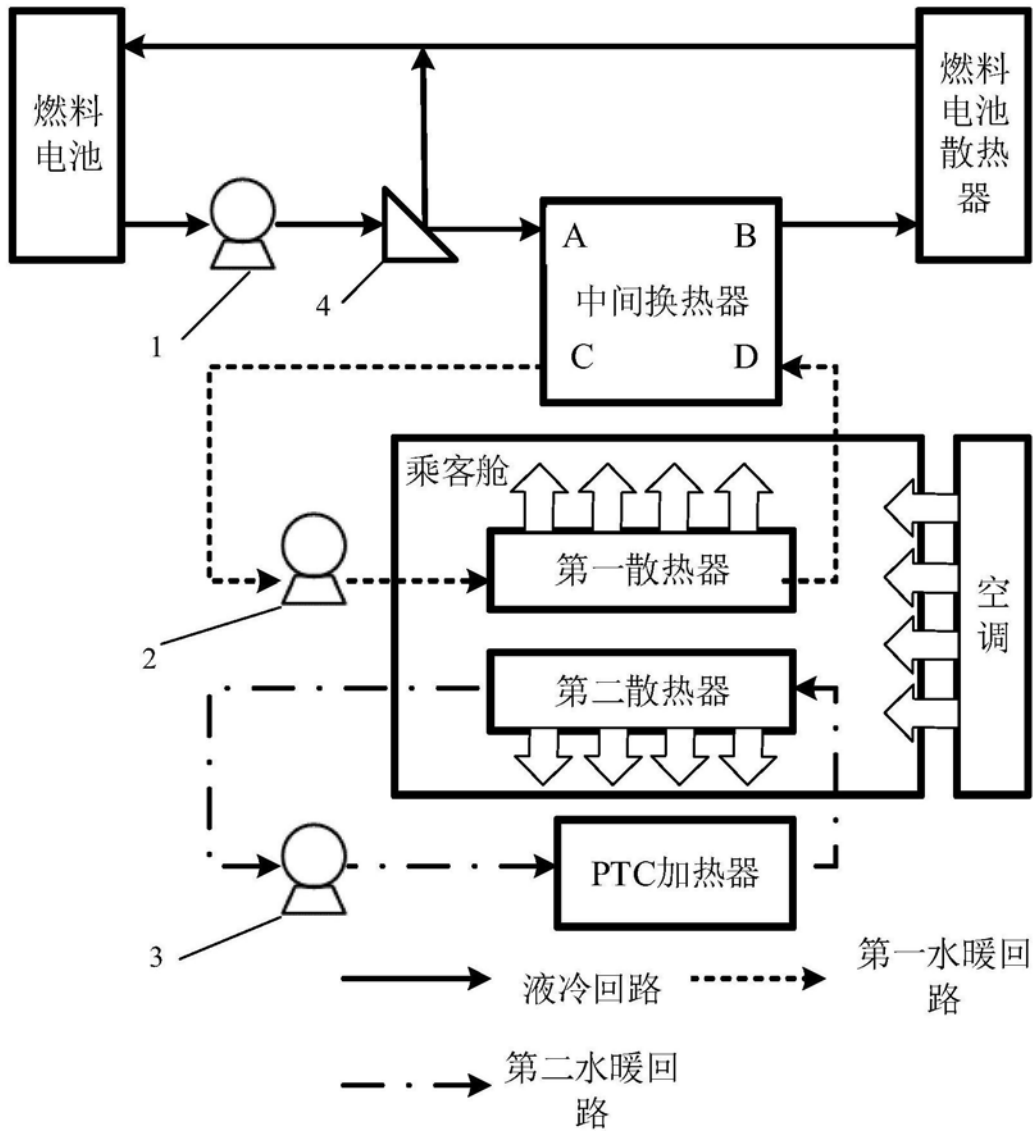 燃料
电池
燃料
电池
散热
器
A
B
中间换热器
C
D
1
4
乘客舱
第一散热器
空
调
2
第二散热器
PTC加热器
3
液冷回路
第一水暖回
路
第二水暖回
路